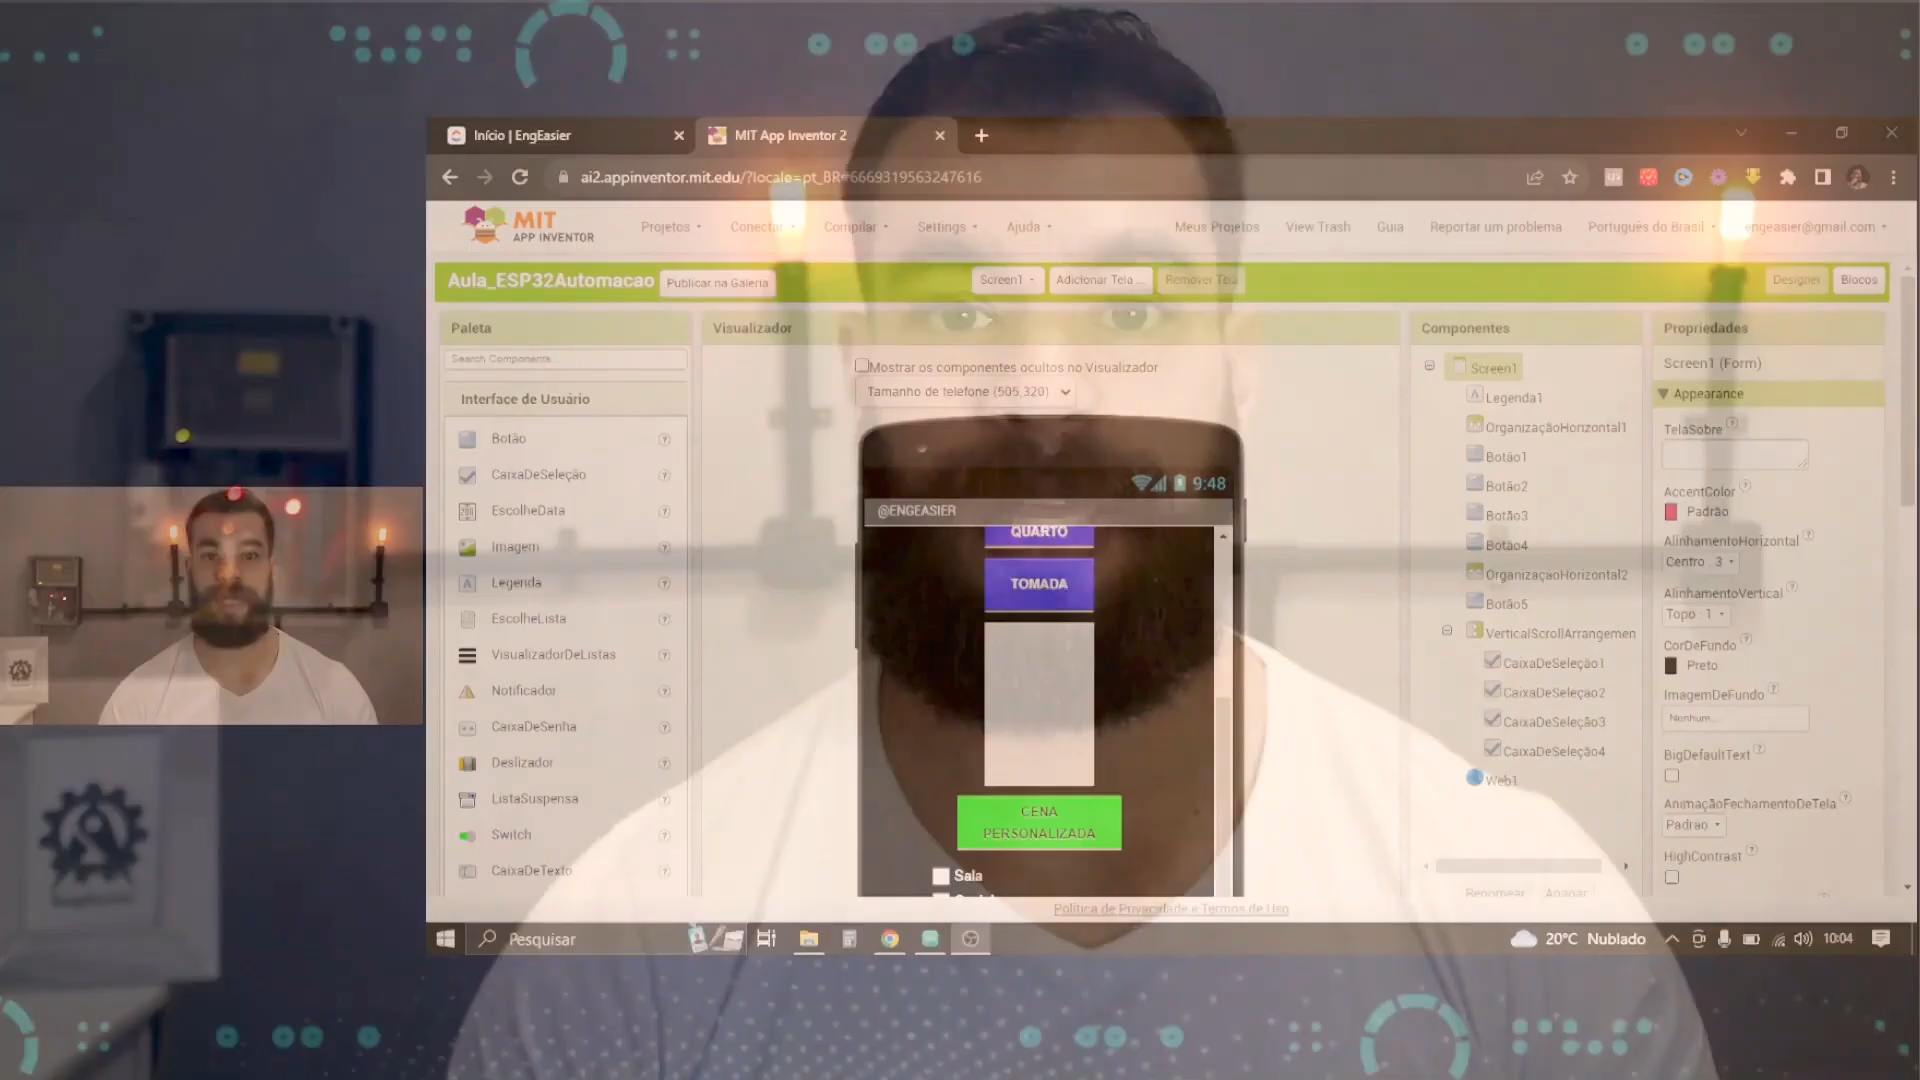 Início | EngEasier
MIT App Inventor 2
ai2.appinventor.mit.edu/?locale=pt_BR#6669319563247616
MIT
APP INVENTOR
Projetos
Conectar
Compilar
Settings
Ajuda
Meus Projetos
View Trash
Guia
Reportar um problema
Português do Brasil
engeasier@gmail.com
Aula_ESP32Automacao
Publicar na Galeria
Screen1
Adicionar Tela ...
Remover Tela
Designer
Blocos
Paleta
Search Components...
Interface de Usuário
Botão
CaixaDeSeleção
EscolheData
Imagem
Legenda
EscolheLista
VisualizadorDeListas
Notificador
CaixaDeSenha
Deslizador
ListaSuspensa
Switch
CaixaDeTexto
Visualizador
Mostrar os componentes ocultos no Visualizador
Tamanho de telefone (505,320)
9:48
@ENGEASIER
QUARTO
TOMADA
CENA
PERSONALIZADA
Sala
Componentes
Screen1
Legenda1
OrganizaçãoHorizontal1
Botão1
Botão2
Botão3
Botão4
OrganizaçãoHorizontal2
Botão5
VerticalScrollArrangemen
CaixaDeSeleção1
CaixaDeSeleção2
CaixaDeSeleção3
CaixaDeSeleção4
Web1
Renomear
Apagar
Propriedades
Screen1 (Form)
Appearance
TelaSobre
AccentColor
Padrão
AlinhamentoHorizontal
Centro : 3
AlinhamentoVertical
Topo : 1
CorDeFundo
Preto
ImagemDeFundo
Nenhum...
BigDefaultText
AnimaçãoFechamentoDeTela
Padrão
HighContrast
Política de Privacidade e Termos de Uso
Pesquisar
20°C Nublado
10:04